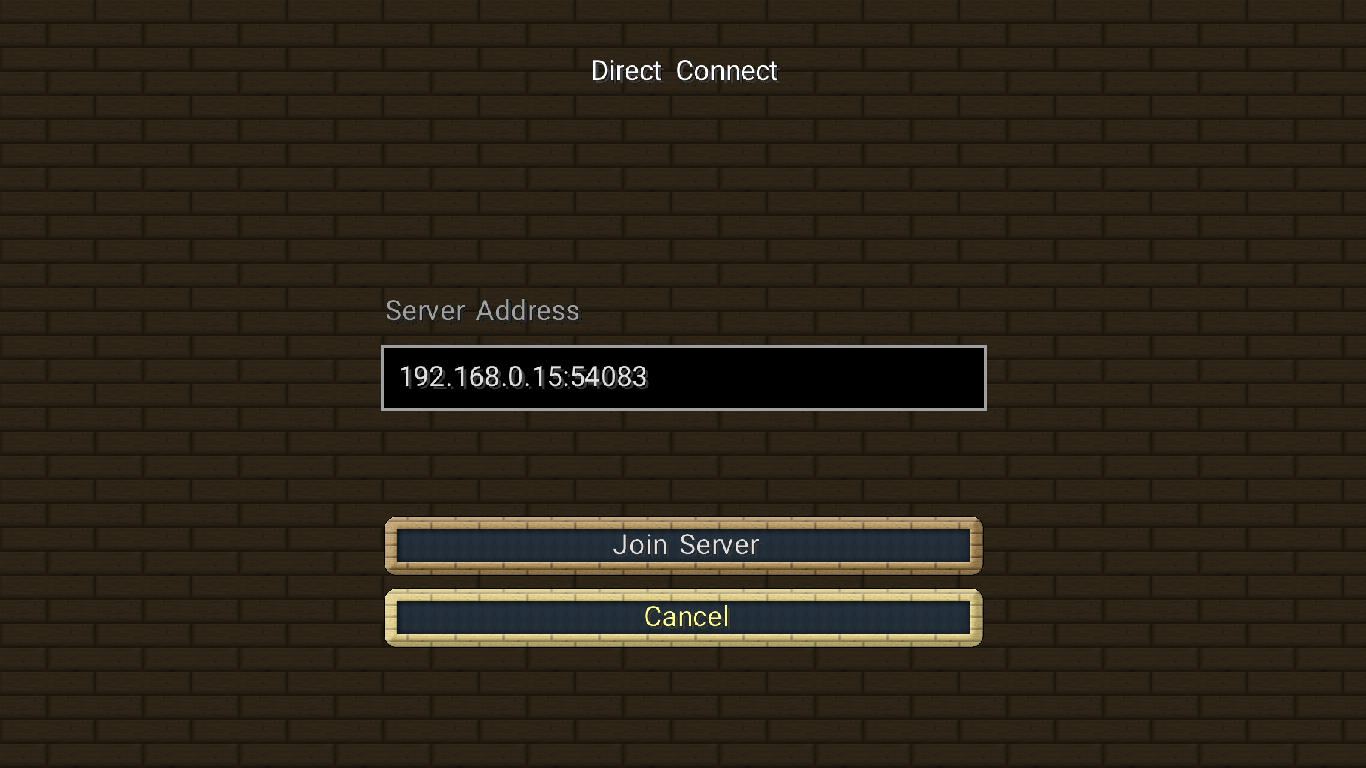 Direct Connect
Server Address
192.168.0.15:54083
Join Server
Cancel